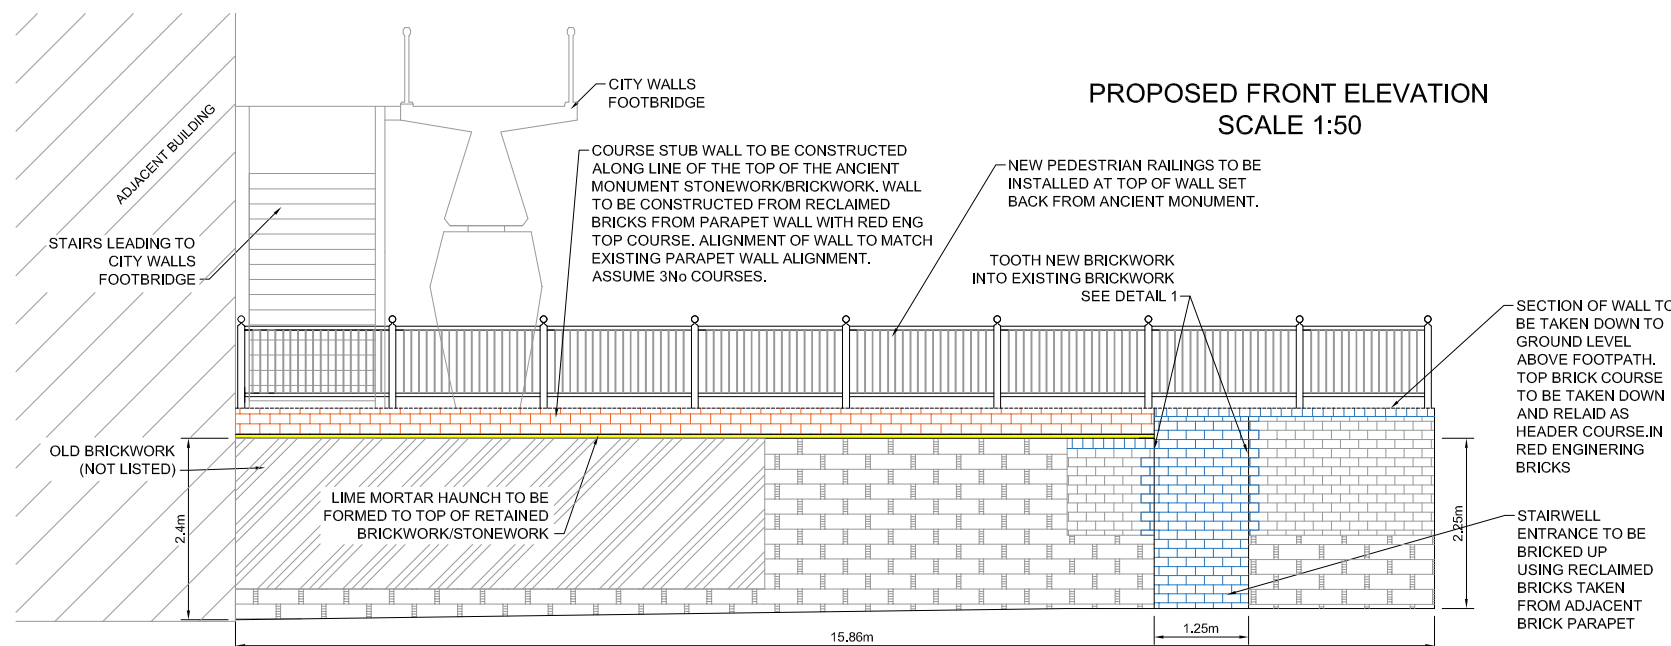 PROPOSED FRONT ELEVATION
SCALE 1:50
ADJACENT BUILDING
CITY WALLS
FOOTBRIDGE
COURSE STUB WALL TO BE CONSTRUCTED
ALONG LINE OF THE TOP OF THE ANCIENT
MONUMENT STONEWORK/BRICKWORK. WALL
TO BE CONSTRUCTED FROM RECLAIMED
BRICKS FROM PARAPET WALL WITH RED ENG
TOP COURSE. ALIGNMENT OF WALL TO MATCH
EXISTING PARAPET WALL ALIGNMENT.
ASSUME 3No COURSES.
NEW PEDESTRIAN RAILINGS TO BE
INSTALLED AT TOP OF WALL SET
BACK FROM ANCIENT MONUMENT.
STAIRS LEADING TO
CITY WALLS
FOOTBRIDGE
TOOTH NEW BRICKWORK
INTO EXISTING BRICKWORK
SEE DETAIL 1
SECTION OF WALL TO
BE TAKEN DOWN TO
GROUND LEVEL
ABOVE FOOTPATH.
TOP BRICK COURSE
TO BE TAKEN DOWN
AND RELAID AS
HEADER COURSE.IN
RED ENGINERING
BRICKS
OLD BRICKWORK
(NOT LISTED)
LIME MORTAR HAUNCH TO BE
FORMED TO TOP OF RETAINED
BRICKWORK/STONEWORK
2.4m
2.25m
STAIRWELL
ENTRANCE TO BE
BRICKED UP
USING RECLAIMED
BRICKS TAKEN
FROM ADJACENT
BRICK PARAPET
15.86m
1.25m